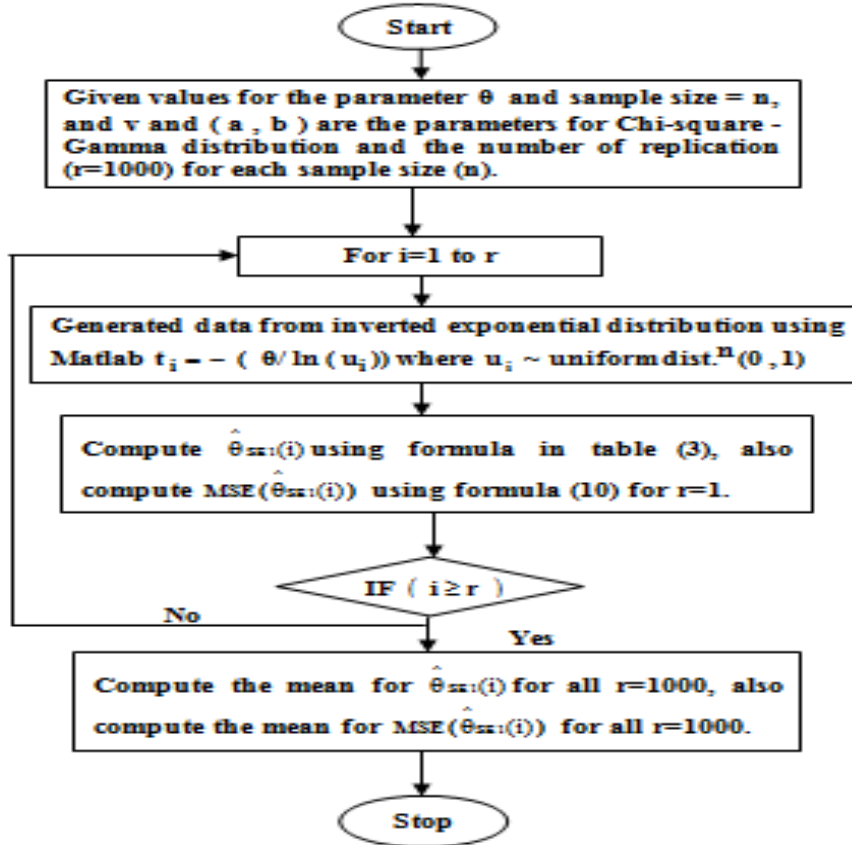 Start
Given values for the parameter θ and sample size = n,
and v and ( a , b ) are the parameters for Chi-square -
Gamma distribution and the number of replication
(r=1000) for each sample size (n).
For i=1 to r
Generated data from inverted exponential distribution using
Matlab tᵢ = − ( θ/ ln ( uᵢ)) where uᵢ ~ uniform dist.ⁿ (0 ,1)
Compute θ̂SE1(i) using formula in table (3), also
compute MSE(θ̂SE1(i)) using formula (10) for r=1.
IF ( i ≥ r )
No
Yes
Compute the mean for θ̂SE1(i) for all r=1000, also
compute the mean for MSE(θ̂SE1(i)) for all r=1000.
Stop